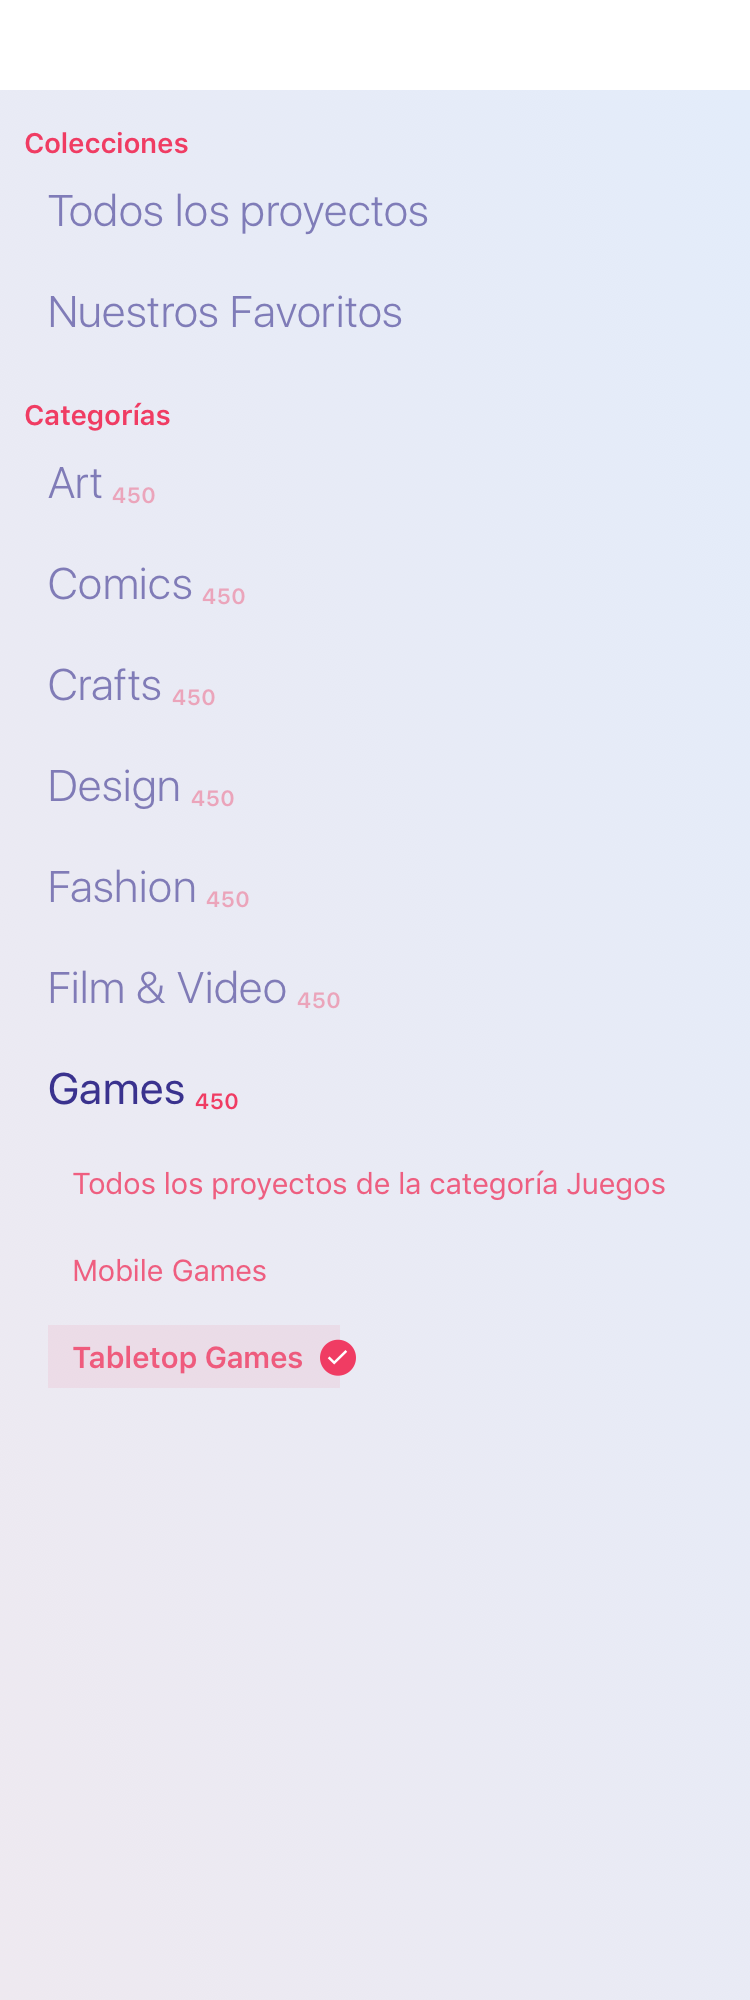 Colecciones
Todos los proyectos
Nuestros Favoritos
Categorías
Art 450
Comics 450
Crafts 450
Design 450
Fashion 450
Film & Video 450
Games 450
Todos los proyectos de la categoría Juegos
Mobile Games
Tabletop Games